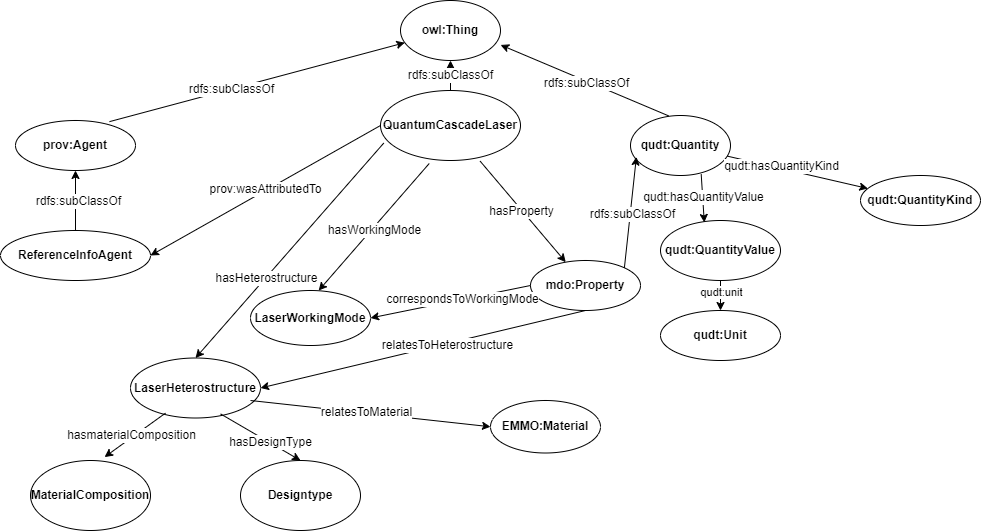 owl:Thing
rdfs:subClassOf
rdfs:subClassOf
rdfs:subClassOf
prov:Agent
QuantumCascadeLaser
qudt:Quantity
qudt:hasQuantityKind
prov:wasAttributedTo
rdfs:subClassOf
qudt:hasQuantityValue
qudt:QuantityKind
hasProperty
rdfs:subClassOf
hasWorkingMode
ReferenceInfoAgent
qudt:QuantityValue
hasHeterostructure
mdo:Property
qudt:unit
correspondsToWorkingMode
LaserWorkingMode
qudt:Unit
relatesToHeterostructure
LaserHeterostructure
relatesToMaterial
EMMO:Material
hasmaterialComposition
hasDesignType
MaterialComposition
Designtype